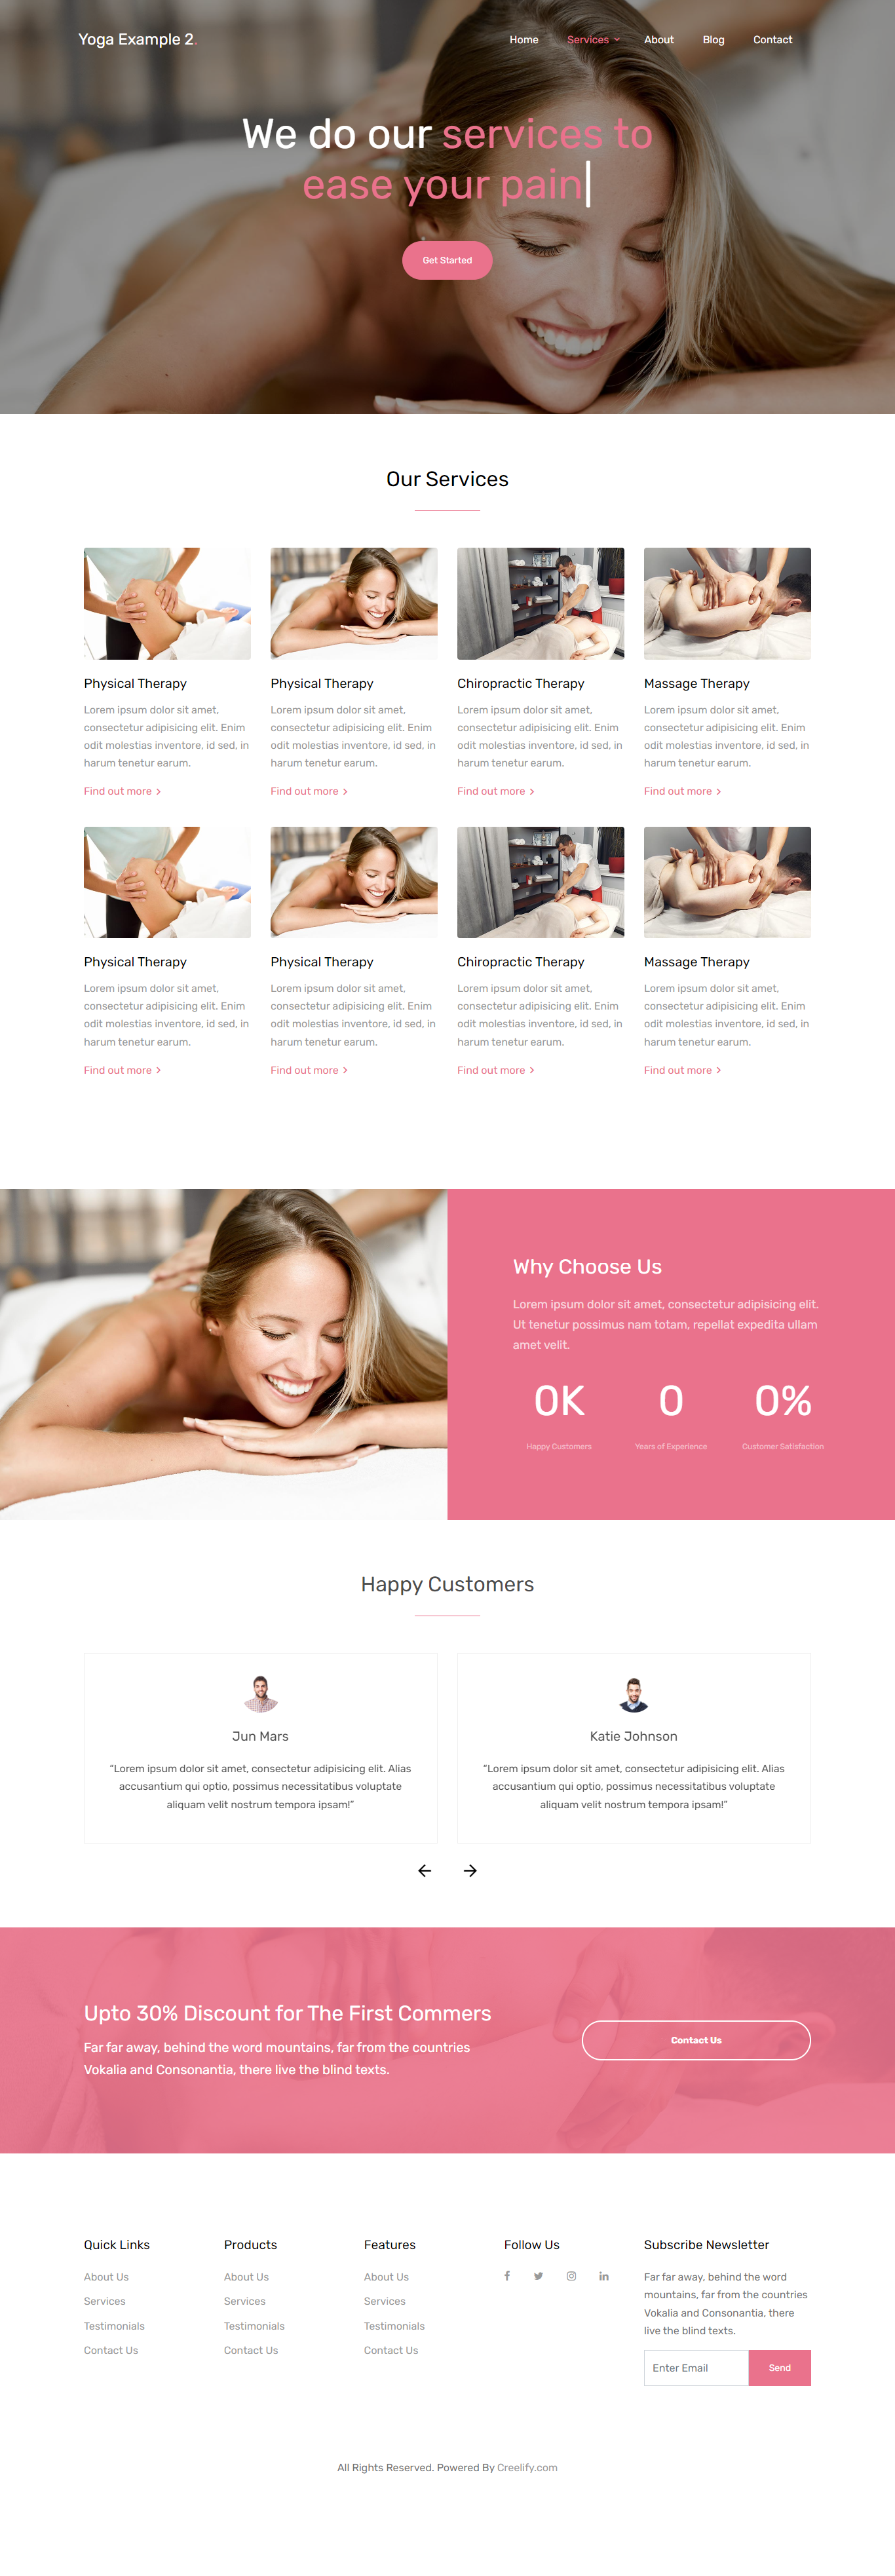 Yoga Example 2.
Home Services About Blog Contact
We do our services to
ease your pain|
Get Started
Our Services
Physical Therapy
Lorem ipsum dolor sit amet,
consectetur adipisicing elit. Enim
odit molestias inventore, id sed, in
harum tenetur earum.
Find out more
Physical Therapy
Lorem ipsum dolor sit amet,
consectetur adipisicing elit. Enim
odit molestias inventore, id sed, in
harum tenetur earum.
Find out more
Chiropractic Therapy
Lorem ipsum dolor sit amet,
consectetur adipisicing elit. Enim
odit molestias inventore, id sed, in
harum tenetur earum.
Find out more
Massage Therapy
Lorem ipsum dolor sit amet,
consectetur adipisicing elit. Enim
odit molestias inventore, id sed, in
harum tenetur earum.
Find out more
Physical Therapy
Lorem ipsum dolor sit amet,
consectetur adipisicing elit. Enim
odit molestias inventore, id sed, in
harum tenetur earum.
Find out more
Physical Therapy
Lorem ipsum dolor sit amet,
consectetur adipisicing elit. Enim
odit molestias inventore, id sed, in
harum tenetur earum.
Find out more
Chiropractic Therapy
Lorem ipsum dolor sit amet,
consectetur adipisicing elit. Enim
odit molestias inventore, id sed, in
harum tenetur earum.
Find out more
Massage Therapy
Lorem ipsum dolor sit amet,
consectetur adipisicing elit. Enim
odit molestias inventore, id sed, in
harum tenetur earum.
Find out more
Why Choose Us
Lorem ipsum dolor sit amet, consectetur adipisicing elit.
Ut tenetur possimus nam totam, repellat expedita ullam
amet velit.
0K
Happy Customers
0
Years of Experience
0%
Customer Satisfaction
Happy Customers
Jun Mars
“Lorem ipsum dolor sit amet, consectetur adipisicing elit. Alias
accusantium qui optio, possimus necessitatibus voluptate
aliquam velit nostrum tempora ipsam!”
Katie Johnson
“Lorem ipsum dolor sit amet, consectetur adipisicing elit. Alias
accusantium qui optio, possimus necessitatibus voluptate
aliquam velit nostrum tempora ipsam!”
Upto 30% Discount for The First Commers
Far far away, behind the word mountains, far from the countries
Vokalia and Consonantia, there live the blind texts.
Contact Us
Quick Links
About Us
Services
Testimonials
Contact Us
Products
About Us
Services
Testimonials
Contact Us
Features
About Us
Services
Testimonials
Contact Us
Follow Us
Subscribe Newsletter
Far far away, behind the word
mountains, far from the countries
Vokalia and Consonantia, there
live the blind texts.
Enter Email
Send
All Rights Reserved. Powered By Creelify.com